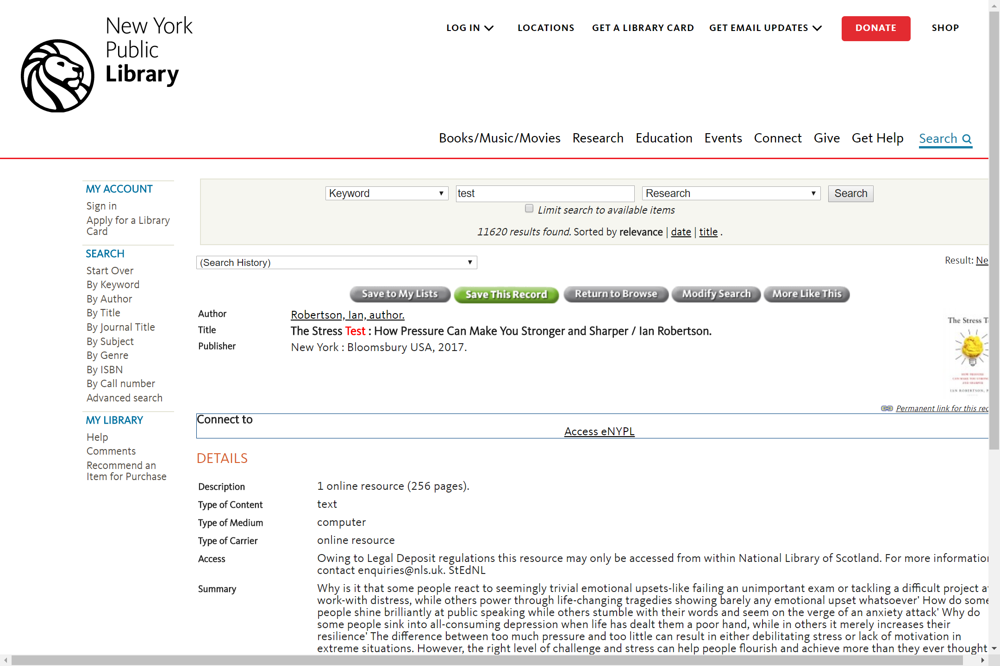 New York
Public
Library
LOG IN
LOCATIONS
GET A LIBRARY CARD
GET EMAIL UPDATES
DONATE
SHOP
Books/Music/Movies
Research
Education
Events
Connect
Give
Get Help
Search
MY ACCOUNT
Sign in
Apply for a Library
Card
SEARCH
Start Over
By Keyword
By Author
By Title
By Journal Title
By Subject
By Genre
By ISBN
By Call number
Advanced search
MY LIBRARY
Help
Comments
Recommend an
Item for Purchase
Keyword
test
Research
Search
Limit search to available items
11620 results found. Sorted by relevance | date | title .
(Search History)
Result: Ne
Save to My Lists
Save This Record
Return to Browse
Modify Search
More Like This
Author Robertson, Ian, author.
Title The Stress Test : How Pressure Can Make You Stronger and Sharper / Ian Robertson.
Publisher New York : Bloomsbury USA, 2017.
The Stress T
HOW PRESSURE
CAN MAKE YOU STRONG
AND SHARPER
IAN ROBERTSON, P
Permanent link for this rec
Connect to
Access eNYPL
DETAILS
Description 1 online resource (256 pages).
Type of Content text
Type of Medium computer
Type of Carrier online resource
Access Owing to Legal Deposit regulations this resource may only be accessed from within National Library of Scotland. For more information
contact enquiries@nls.uk. StEdNL
Summary Why is it that some people react to seemingly trivial emotional upsets-like failing an unimportant exam or tackling a difficult project at
work-with distress, while others power through life-changing tragedies showing barely any emotional upset whatsoever' How do some
people shine brilliantly at public speaking while others stumble with their words and seem on the verge of an anxiety attack' Why do
some people sink into all-consuming depression when life has dealt them a poor hand, while in others it merely increases their
resilience' The difference between too much pressure and too little can result in either debilitating stress or lack of motivation in
extreme situations. However, the right level of challenge and stress can help people flourish and achieve more than they ever thought